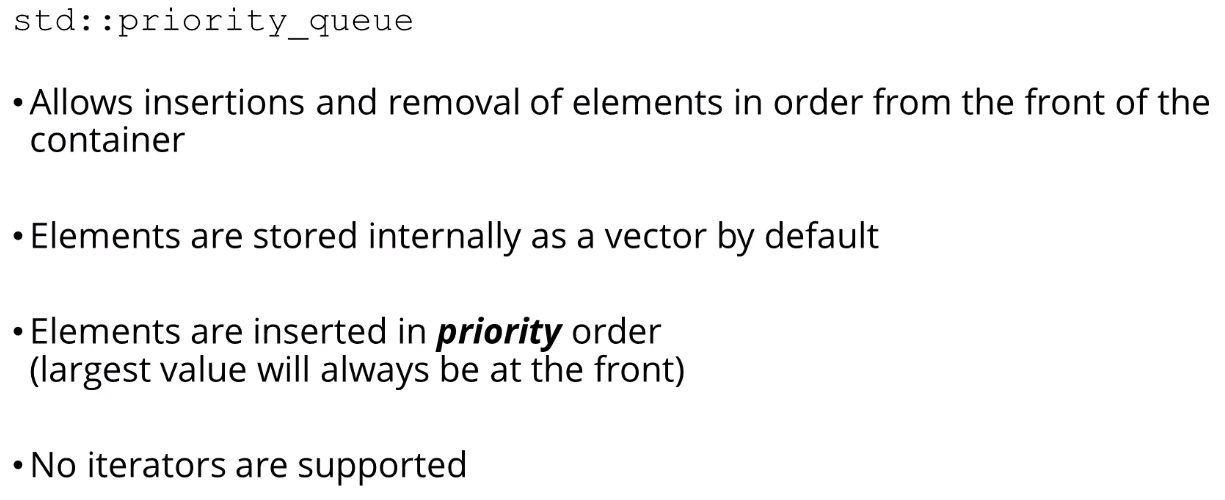 std::priority_queue
•Allows insertions and removal of elements in order from the front of the
container
•Elements are stored internally as a vector by default
•Elements are inserted in priority order
(largest value will always be at the front)
•No iterators are supported